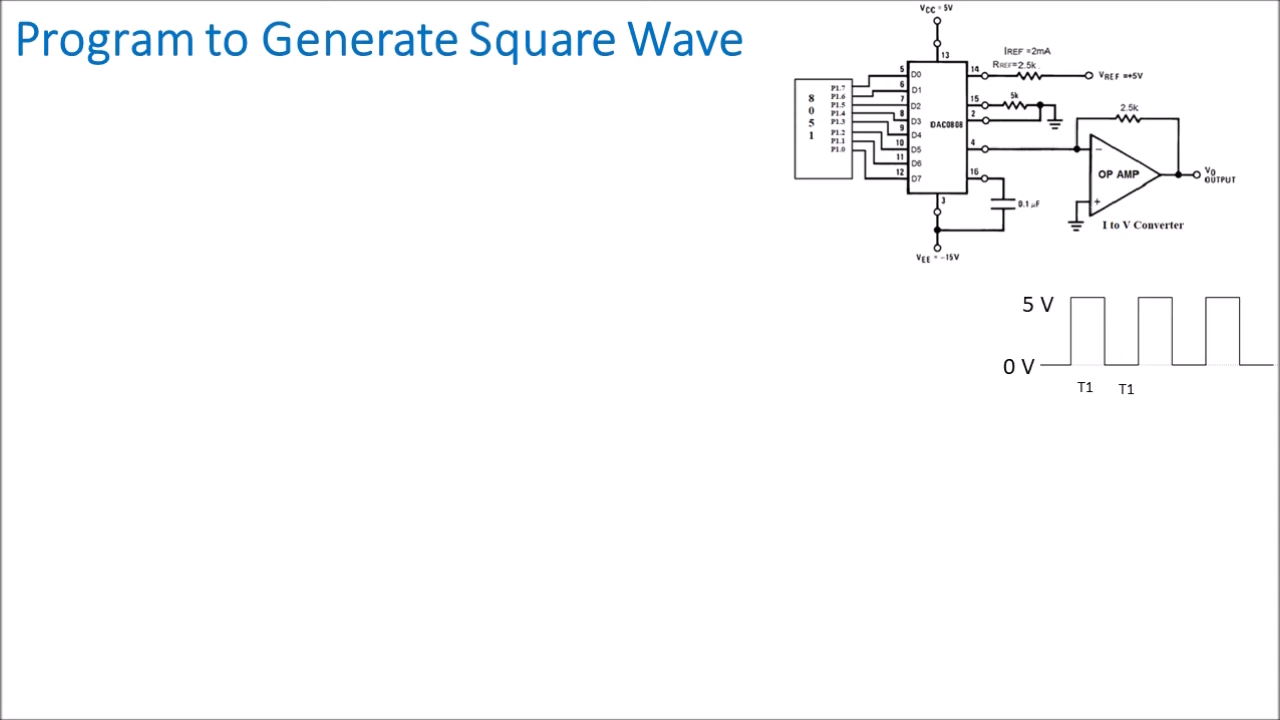 Program to Generate Square Wave
VCC = 5V
13
IREF =2mA
RREF=2.5k .
14
VREF =+5V
5 D0
6 D1
7 D2
8 D3
9 D4
10 D5
11 D6
12 D7
P1.7
P1.6
P1.5
P1.4
P1.3
P1.2
P1.1
P1.0
8
0
5
1
DAC0808
15
5k
2
4
16
0.1 µF
3
VEE = -15V
2.5k
-
OP AMP
+
VO
OUTPUT
I to V Converter
5 V
0 V
T1
T1